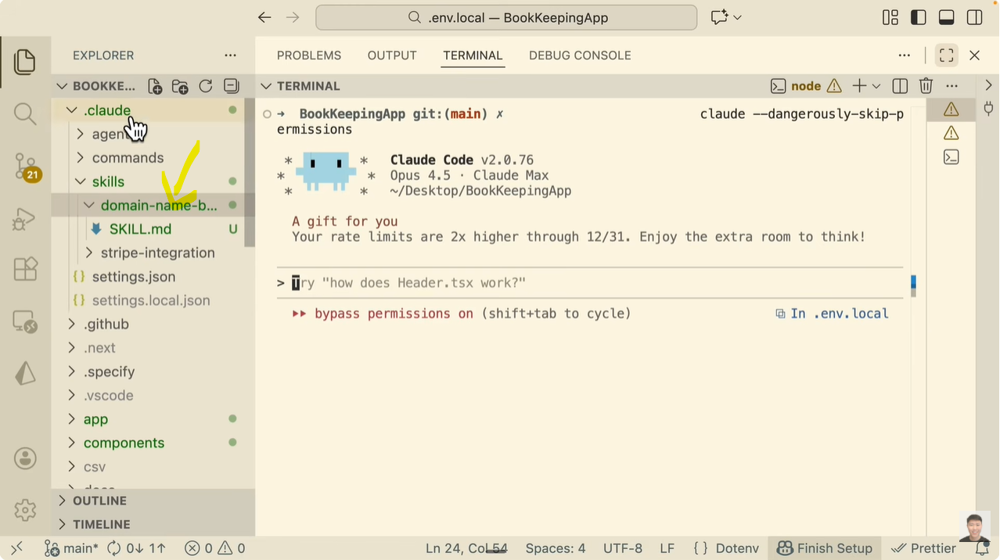 .env.local — BookKeepingApp
EXPLORER
PROBLEMS OUTPUT TERMINAL DEBUG CONSOLE
BOOKKE...
TERMINAL
node
.claude
commands
skills
domain-name-b...
SKILL.md U
stripe-integration
settings.json
settings.local.json
.github
.next
.specify
.vscode
app
components
csv
OUTLINE
TIMELINE
21
BookKeepingApp git:(main) ✗ claude --dangerously-skip-p
ermissions
Claude Code v2.0.76
Opus 4.5 · Claude Max
~/Desktop/BookKeepingApp
A gift for you
Your rate limits are 2x higher through 12/31. Enjoy the extra room to think!
> Try "how does Header.tsx work?"
bypass permissions on (shift+tab to cycle) In .env.local
main* 0↓ 1↑ 0 0 Ln 24, Col 54 Spaces: 4 UTF-8 LF { } Dotenv Finish Setup Prettier